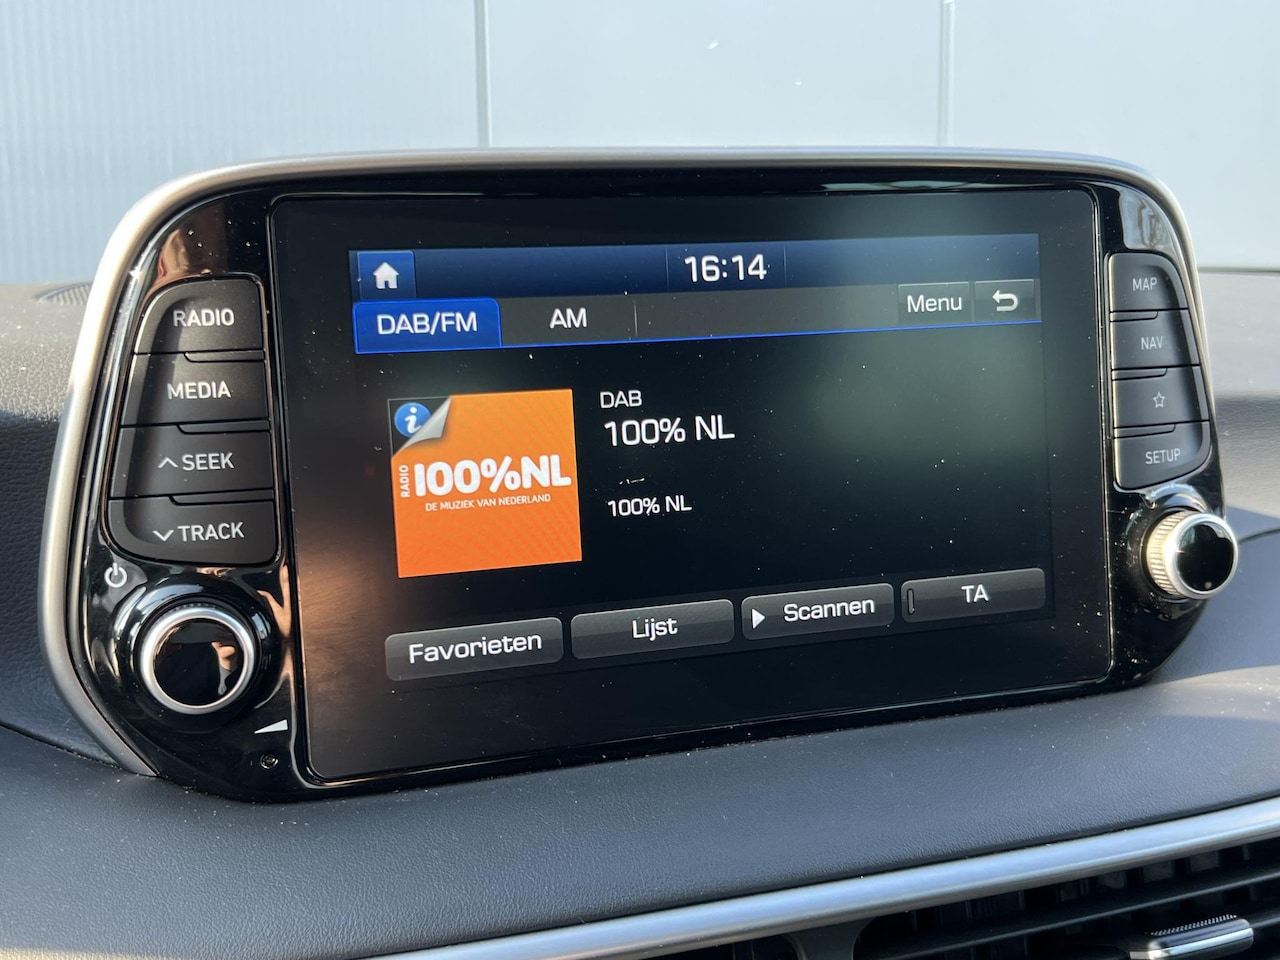 16:14
DAB/FM
AM
Menu
RADIO
MEDIA
SEEK
TRACK
MAP
NAV
SETUP
i
RADIO
100%NL
DE MUZIEK VAN NEDERLAND
DAB
100% NL
100% NL
Favorieten
Lijst
Scannen
TA